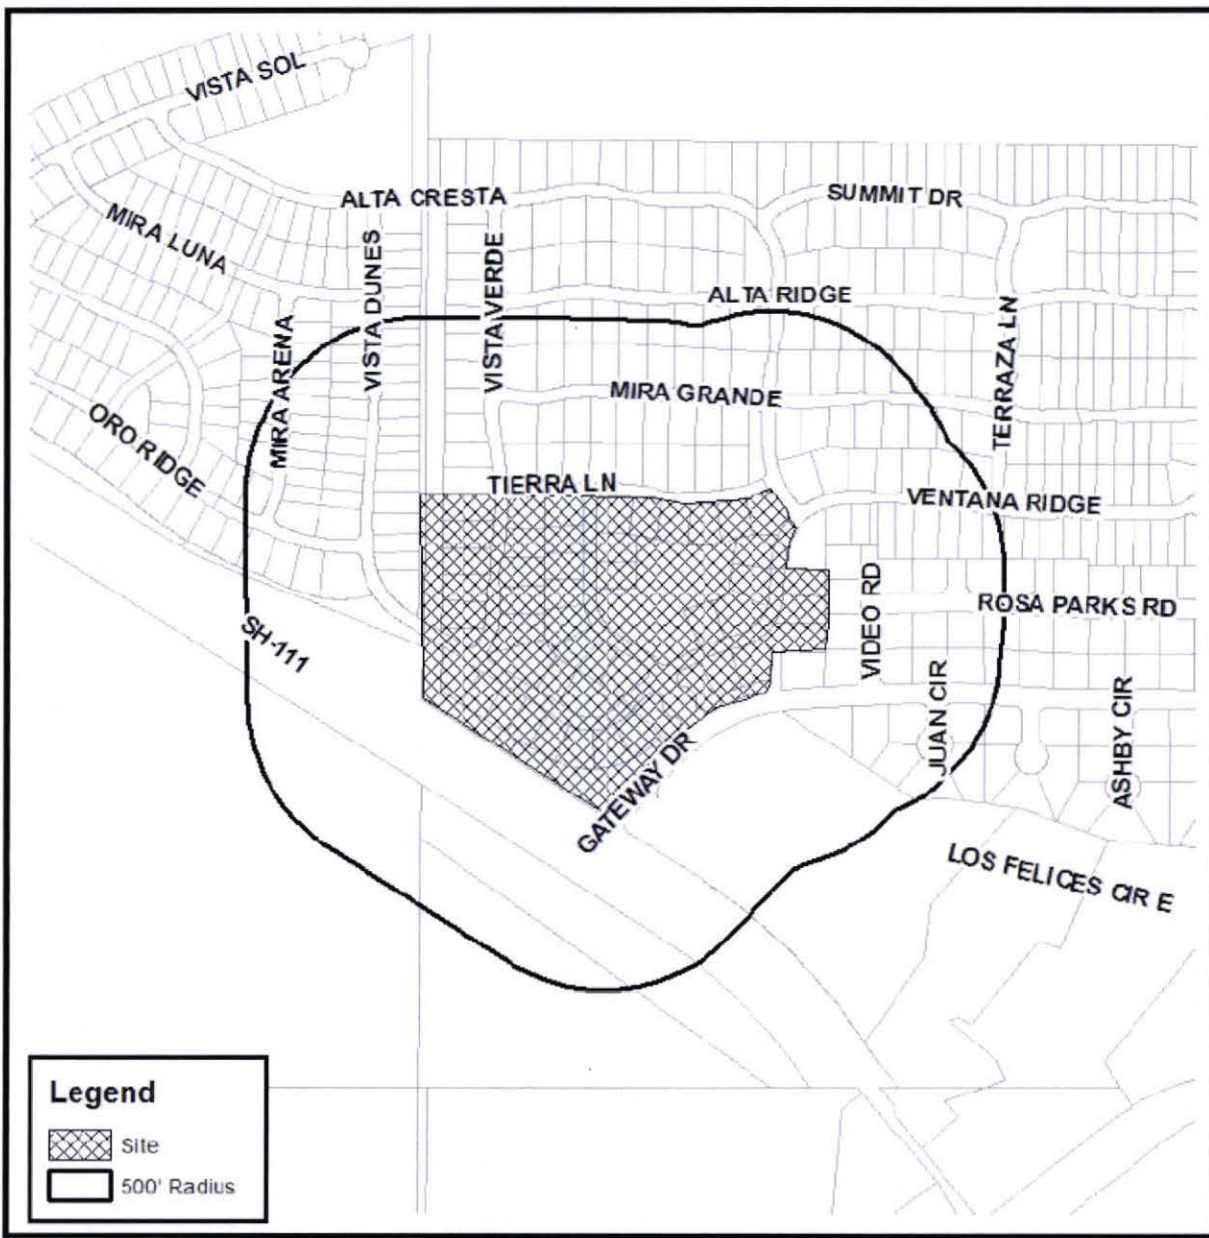 VISTA SOL
ALTA CRESTA
SUMMIT DR
MIRA LUNA
VISTA DUNES
VISTA VERDE
ALTA RIDGE
MIRA ARENA
TERRAZA LN
MIRA GRANDE
ORO RIDGE
TIERRA LN
VENTANA RIDGE
VIDEO RD
ROSA PARKS RD
SH-111
JUAN CIR
ASHBY CIR
GATEWAY DR
LOS FELICES CIR E
Legend
Site
500' Radius